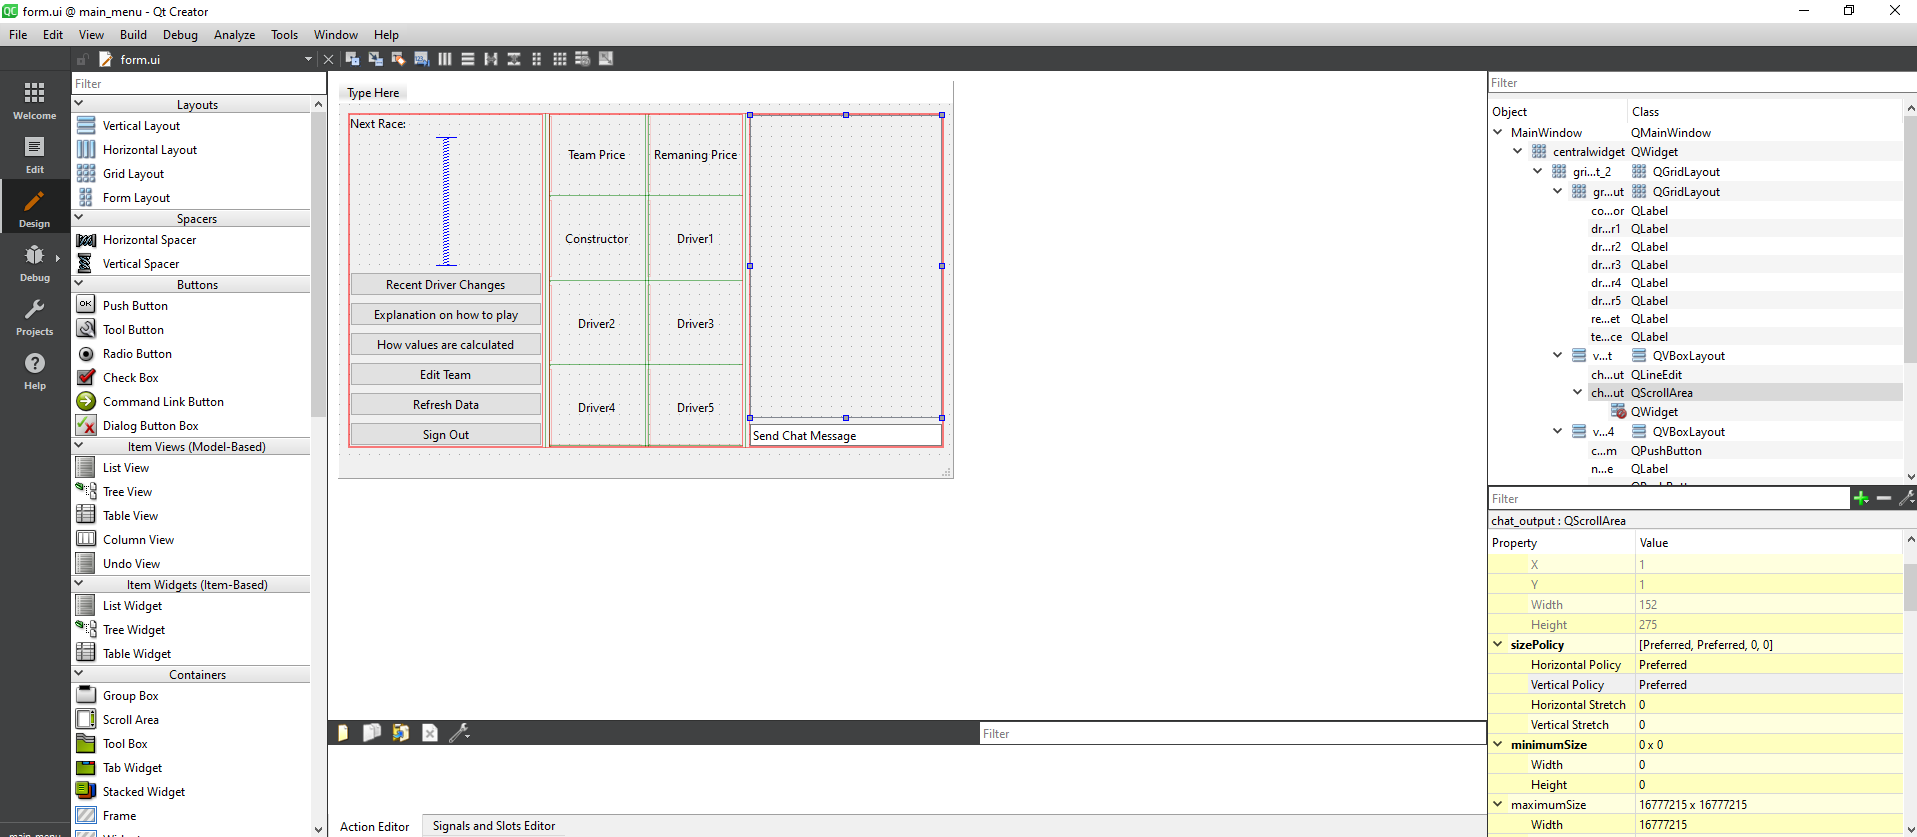 form.ui @ main_menu - Qt Creator
File Edit View Build Debug Analyze Tools Window Help
form.ui
Welcome
Edit
Design
Debug
Projects
Help
Filter
Layouts
Vertical Layout
Horizontal Layout
Grid Layout
Form Layout
Spacers
Horizontal Spacer
Vertical Spacer
Buttons
OK Push Button
Tool Button
Radio Button
Check Box
Command Link Button
Dialog Button Box
Item Views (Model-Based)
List View
Tree View
Table View
Column View
Undo View
Item Widgets (Item-Based)
List Widget
Tree Widget
Table Widget
Containers
Group Box
Scroll Area
Tool Box
Tab Widget
Stacked Widget
Frame
Type Here
Next Race:
Recent Driver Changes
Explanation on how to play
How values are calculated
Edit Team
Refresh Data
Sign Out
Team Price Remaning Price
Constructor Driver1
Driver2 Driver3
Driver4 Driver5
Send Chat Message
Filter
Action Editor Signals and Slots Editor
Filter
Object Class
MainWindow QMainWindow
centralwidget QWidget
gri...t_2 QGridLayout
gr...ut QGridLayout
co...or QLabel
dr...r1 QLabel
dr...r2 QLabel
dr...r3 QLabel
dr...r4 QLabel
dr...r5 QLabel
re...et QLabel
te...ce QLabel
v...t QVBoxLayout
ch...ut QLineEdit
ch...ut QScrollArea
QWidget
v...4 QVBoxLayout
c...m QPushButton
n...e QLabel
Filter
chat_output : QScrollArea
Property Value
X 1
Y 1
Width 152
Height 275
sizePolicy [Preferred, Preferred, 0, 0]
Horizontal Policy Preferred
Vertical Policy Preferred
Horizontal Stretch 0
Vertical Stretch 0
minimumSize 0 x 0
Width 0
Height 0
maximumSize 16777215 x 16777215
Width 16777215